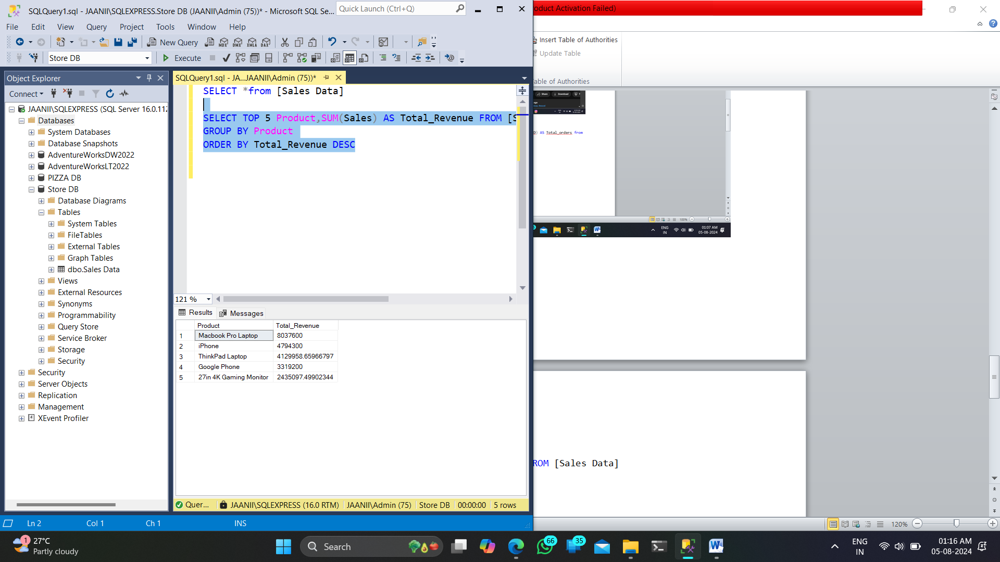 SQLQuery1.sql - JAANII\SQLEXPRESS.Store DB (JAANII\Admin (75))* - Microsoft SQL Se...
Quick Launch (Ctrl+Q)
File Edit View Query Project Tools Window Help
New Query
Store DB
Execute
Object Explorer
Connect
JAANII\SQLEXPRESS (SQL Server 16.0.112
Databases
System Databases
Database Snapshots
AdventureWorksDW2022
AdventureWorksLT2022
PIZZA DB
Store DB
Database Diagrams
Tables
System Tables
FileTables
External Tables
Graph Tables
dbo.Sales Data
Views
External Resources
Synonyms
Programmability
Query Store
Service Broker
Storage
Security
Security
Server Objects
Replication
Management
XEvent Profiler
SQLQuery1.sql - JA...JAANII\Admin (75))*
SELECT *from [Sales Data]
SELECT TOP 5 Product,SUM(Sales) AS Total_Revenue FROM [S
GROUP BY Product
ORDER BY Total_Revenue DESC
121 %
Results Messages
Product Total_Revenue
1 Macbook Pro Laptop 8037600
2 iPhone 4794300
3 ThinkPad Laptop 4129958.65966797
4 Google Phone 3319200
5 27in 4K Gaming Monitor 2435097.49902344
Quer... JAANII\SQLEXPRESS (16.0 RTM) JAANII\Admin (75) Store DB 00:00:00 5 rows
Ln 2 Col 1 Ch 1 INS
oduct Activation Failed)
Insert Table of Authorities
Update Table
Table of Authorities
Share Download
D) AS Total_orders from
100%
ENG
IN
01:07 AM
05-08-2024
ROM [Sales Data]
120%
1
27°C
Partly cloudy
Search
66
35
ENG
IN
01:16 AM
05-08-2024